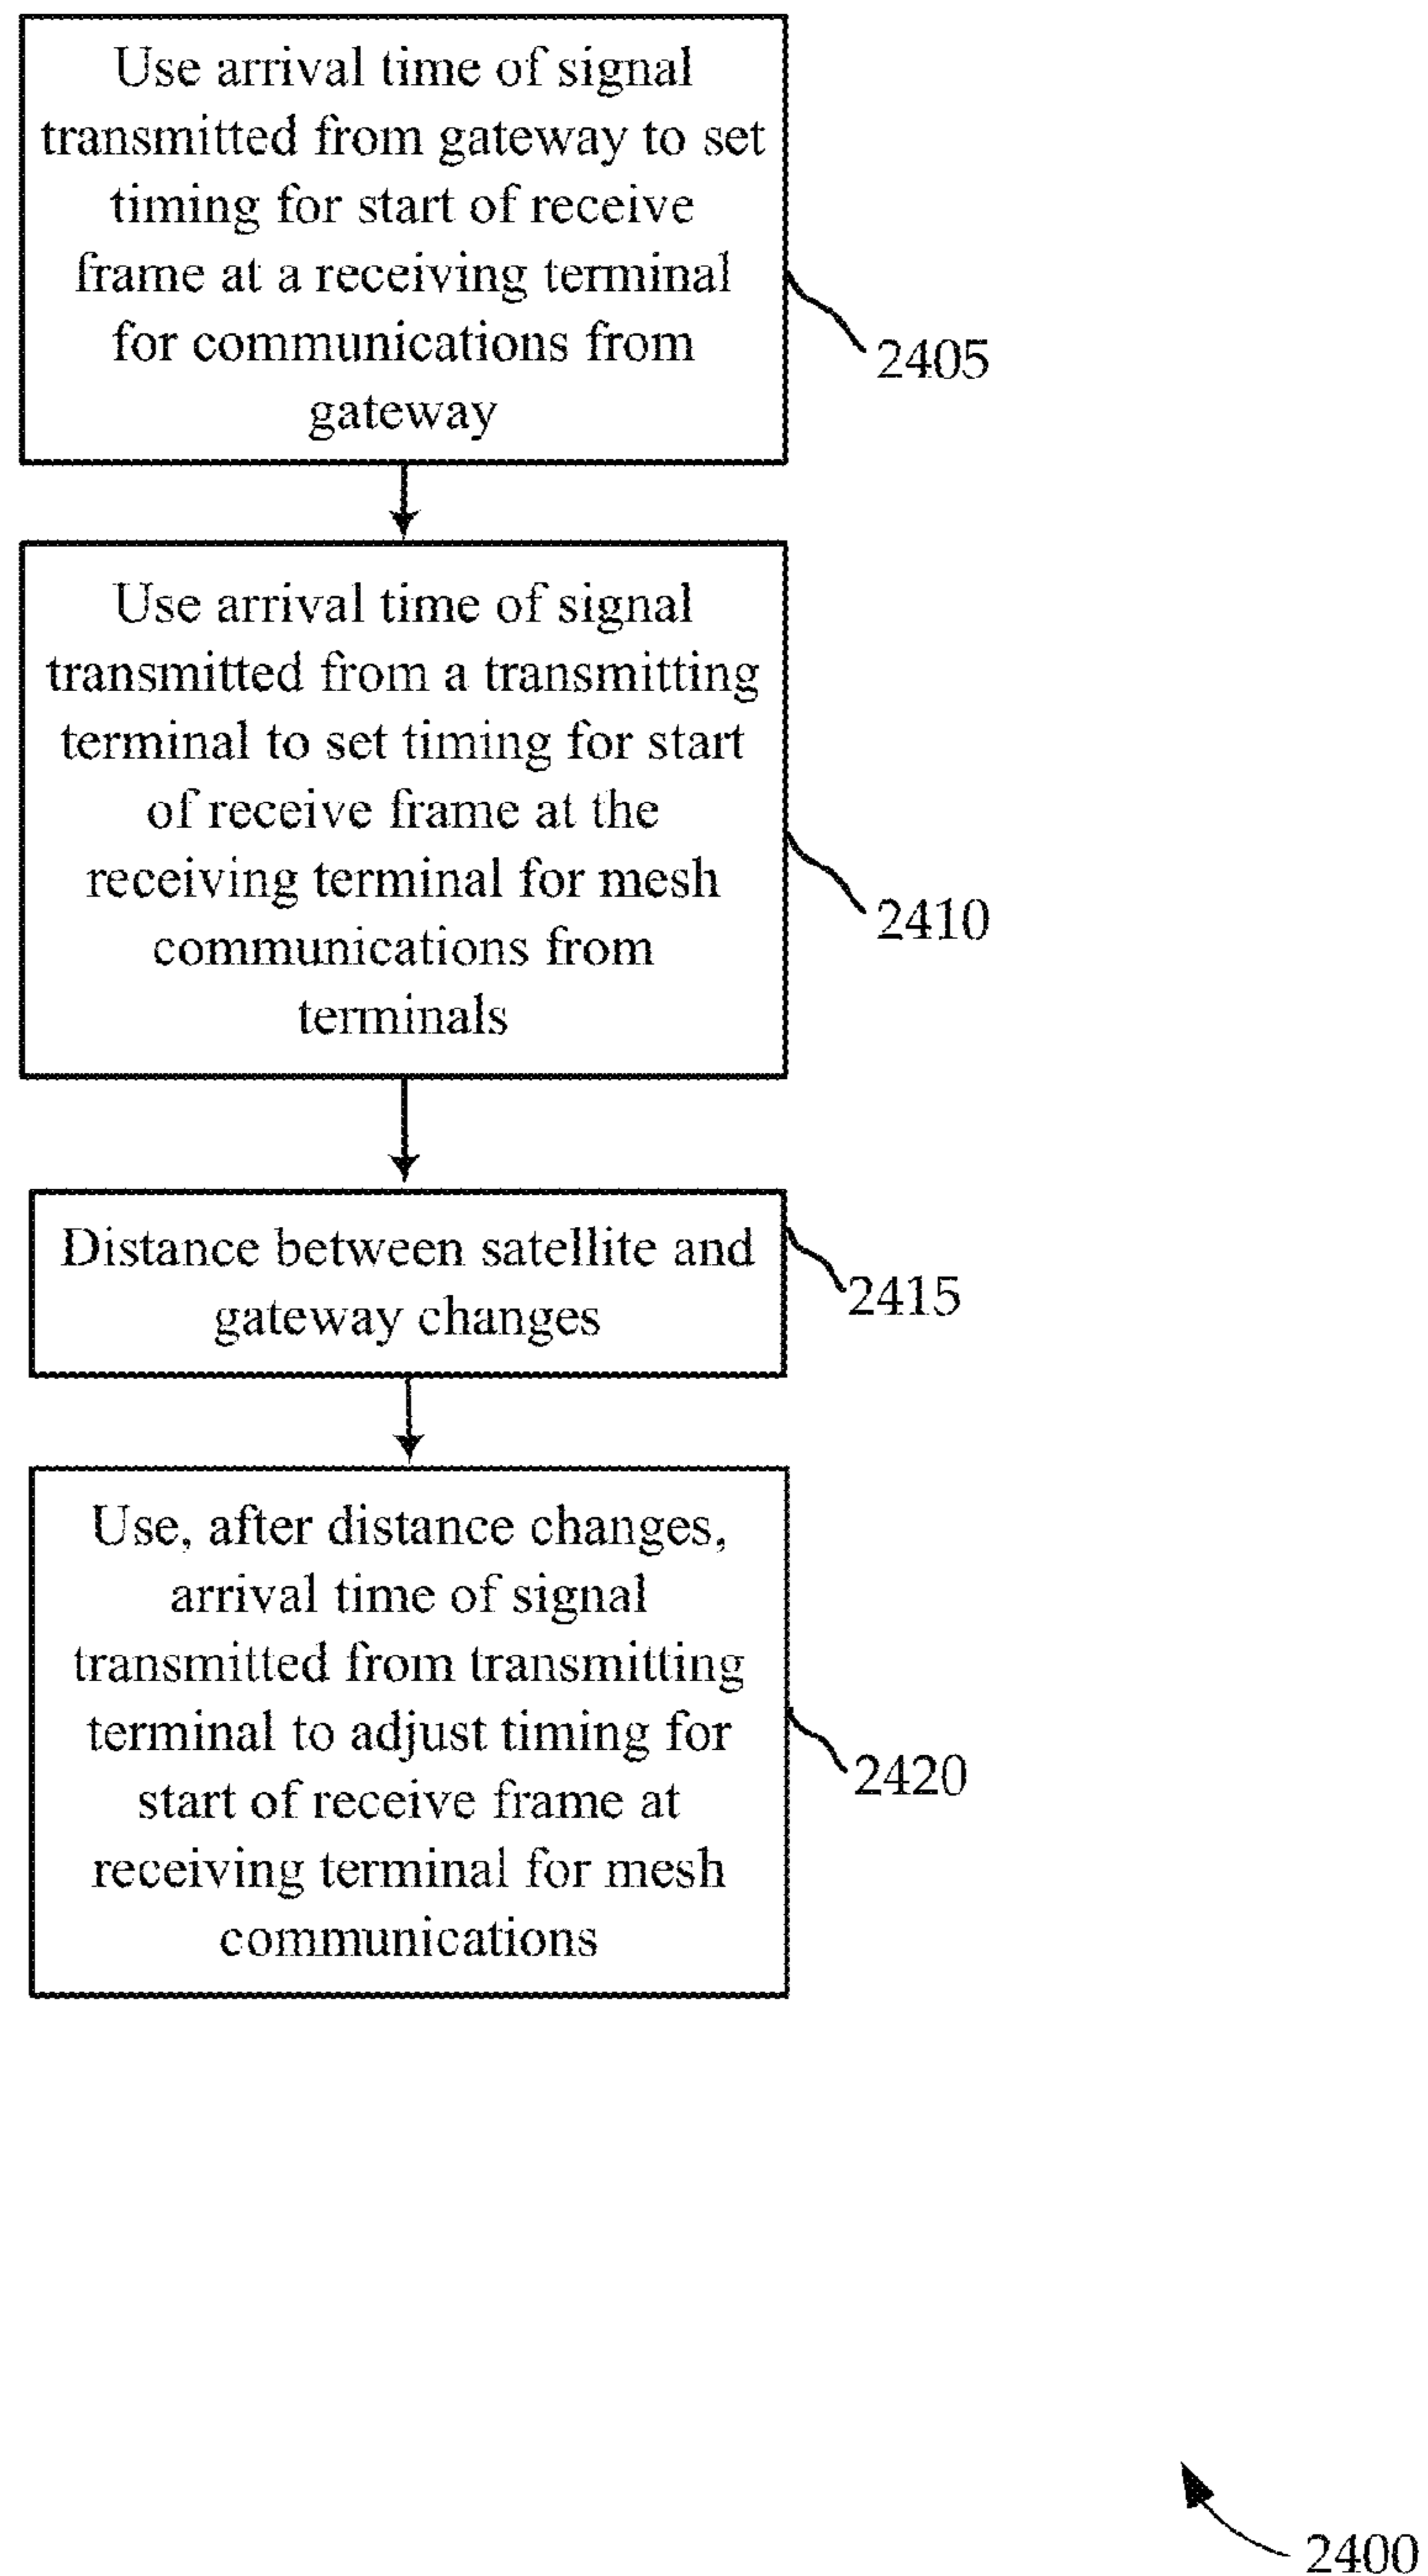 Use arrival time of signal
transmitted from gateway to set
timing for start of receive
frame at a receiving terminal
for communications from
gateway
2405
Use arrival time of signal
transmitted from a transmitting
terminal to set timing for start
of receive frame at the
receiving terminal for mesh
communications from
terminals
2410
Distance between satellite and
gateway changes
2415
Use, after distance changes,
arrival time of signal
transmitted from transmitting
terminal to adjust timing for
start of receive frame at
receiving terminal for mesh
communications
2420
2400